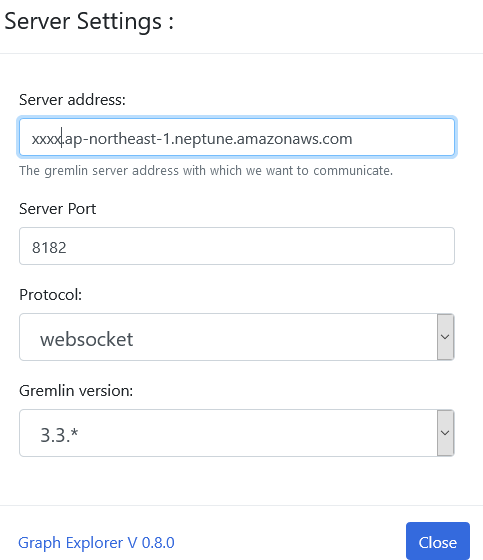 Server Settings :
Server address:
xxxx.ap-northeast-1.neptune.amazonaws.com
The gremlin server address with which we want to communicate.
Server Port
8182
Protocol:
websocket
Gremlin version:
3.3.*
Graph Explorer V 0.8.0
Close